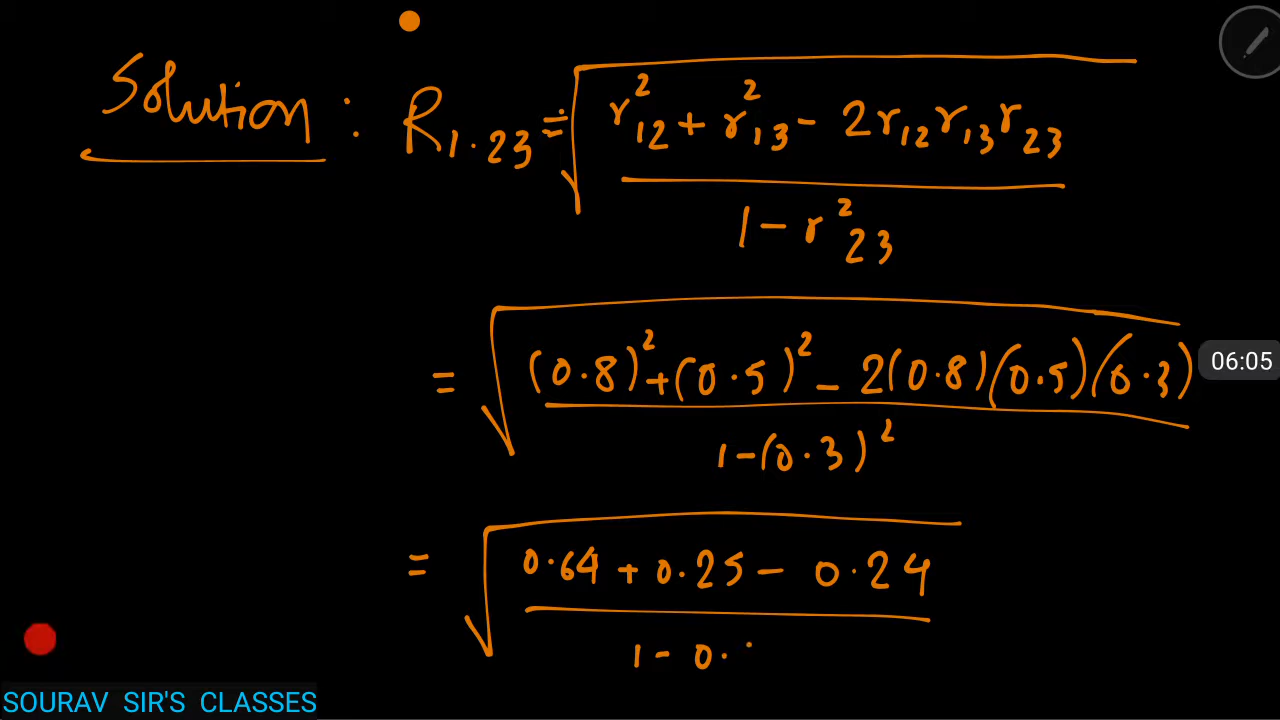 Solution : R₁.₂₃ = √ r²₁₂ + r²₁₃ - 2r₁₂r₁₃r₂₃
1 - r²₂₃
= √ (0.8)² + (0.5)² - 2(0.8)(0.5)(0.3)
06:05
1-(0.3)²
= √ 0.64 + 0.25 - 0.24
1 - 0.
SOURAV SIR'S CLASSES